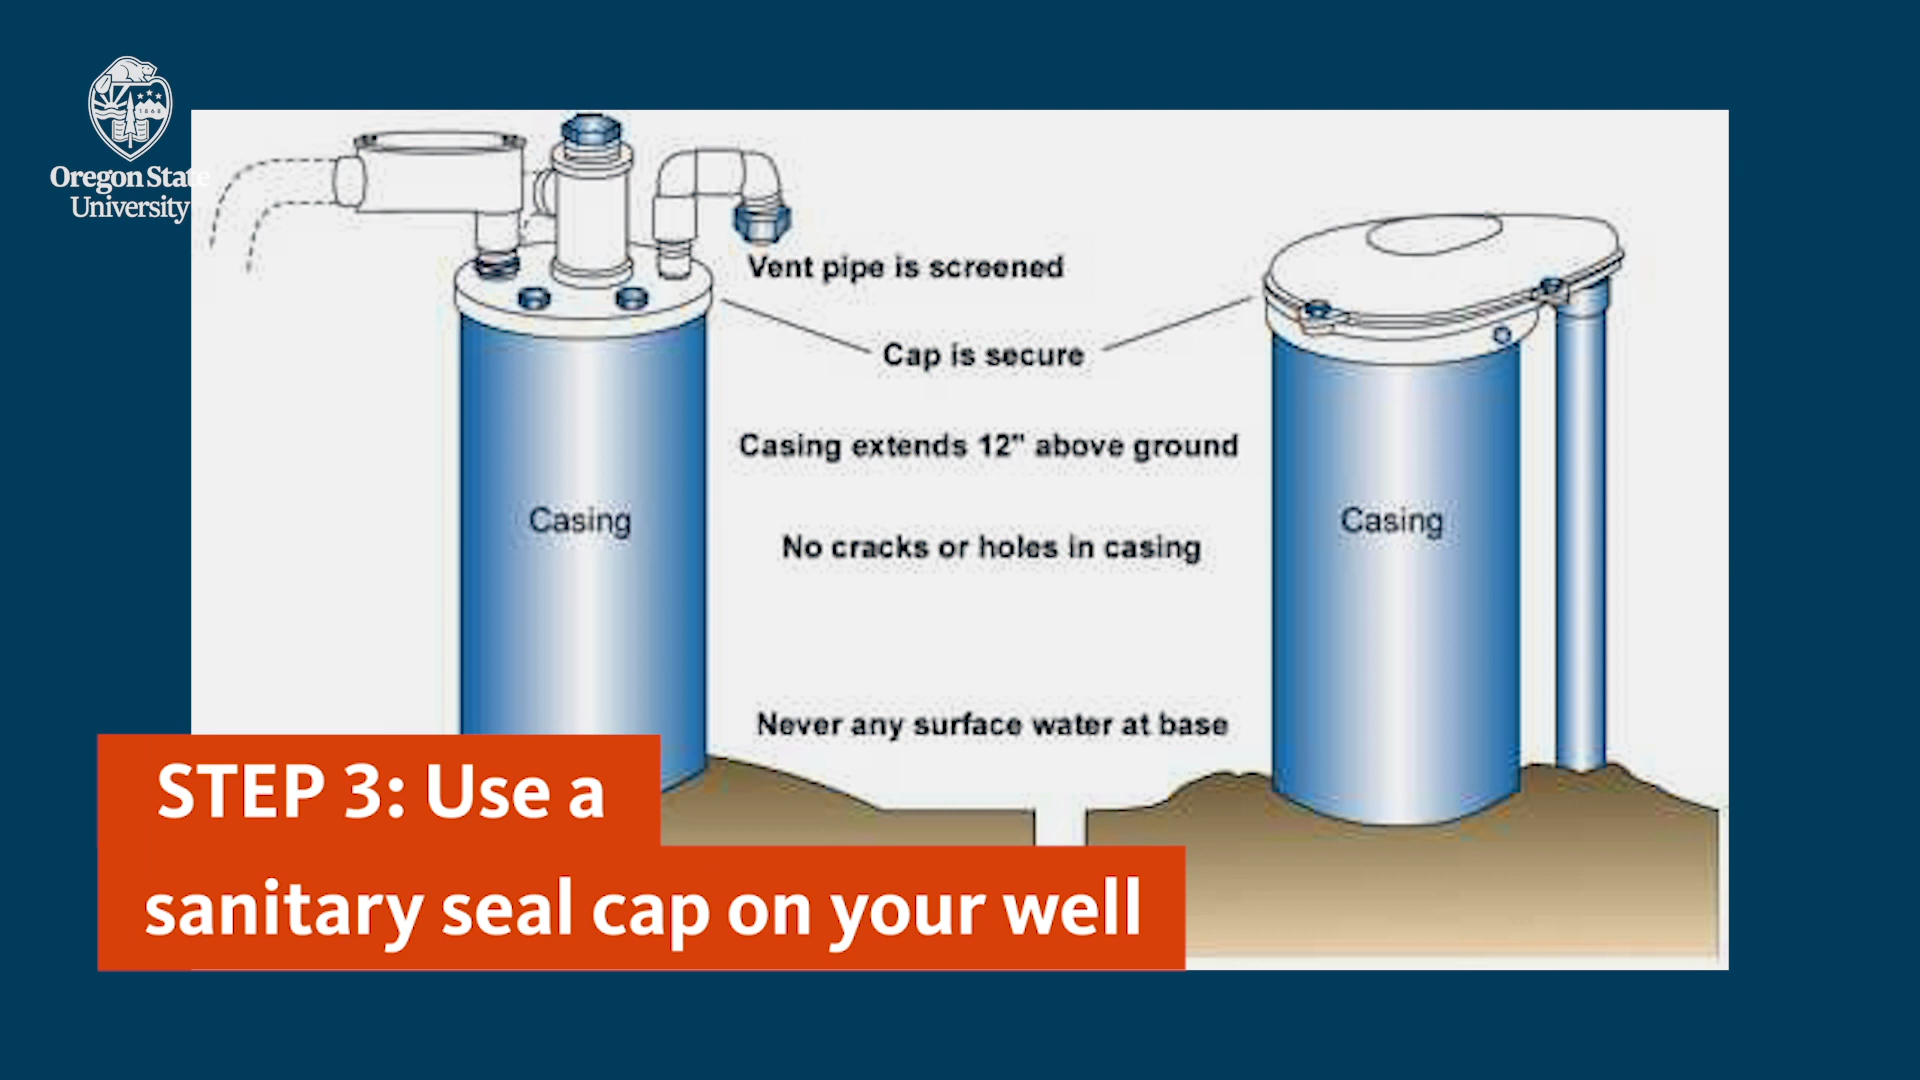 Oregon State
University
1868
Vent pipe is screened
Cap is secure
Casing extends 12" above ground
Casing
Casing
No cracks or holes in casing
Never any surface water at base
STEP 3: Use a
sanitary seal cap on your well